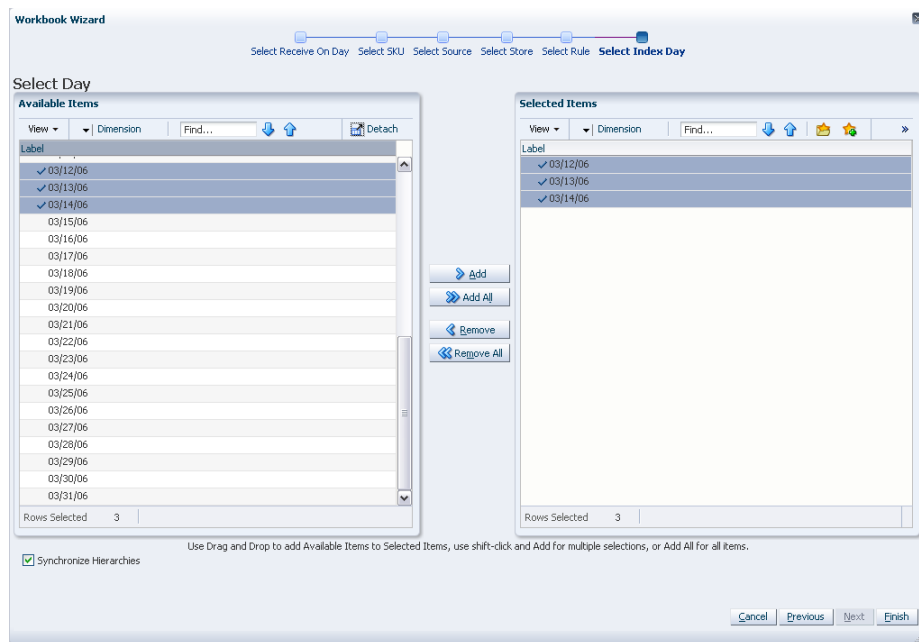 Workbook Wizard
Select Receive On Day Select SKU Select Source Select Store Select Rule Select Index Day
Select Day
Available Items
View Dimension Find... Detach
Label
03/12/06
03/13/06
03/14/06
03/15/06
03/16/06
03/17/06
03/18/06
03/19/06
03/20/06
03/21/06
03/22/06
03/23/06
03/24/06
03/25/06
03/26/06
03/27/06
03/28/06
03/29/06
03/30/06
03/31/06
Rows Selected 3
Add
Add All
Remove
Remove All
Selected Items
View Dimension Find... »
Label
03/12/06
03/13/06
03/14/06
Rows Selected 3
Use Drag and Drop to add Available Items to Selected Items, use shift-click and Add for multiple selections, or Add All for all items.
Synchronize Hierarchies
Cancel Previous Next Finish